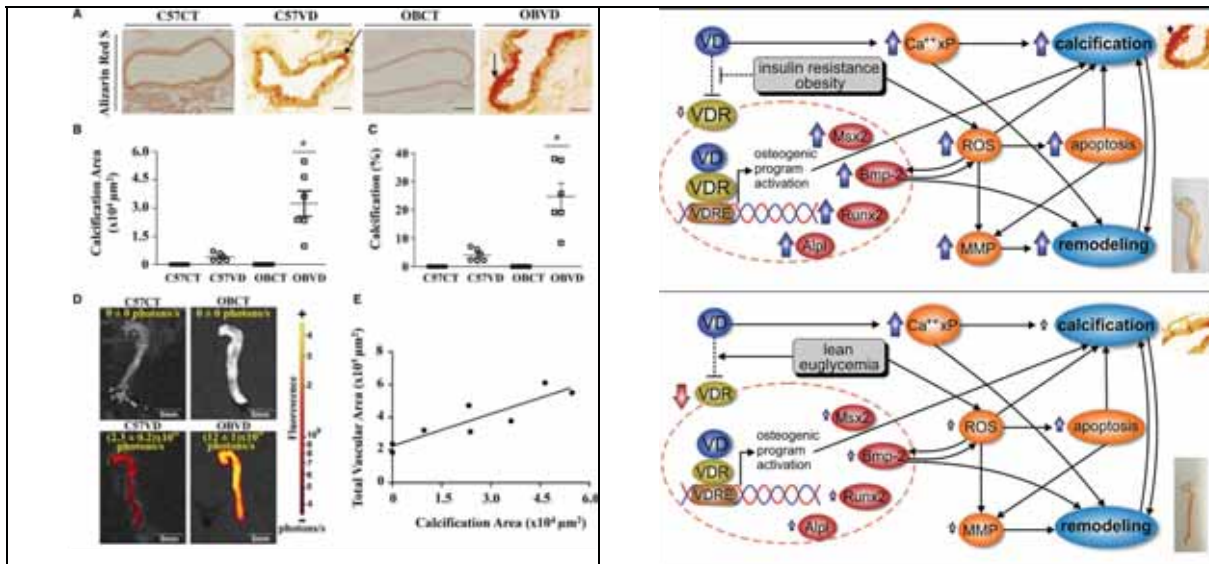 A
C57CT
C57VD
OBCT
OBVD
Alizarin Red S
B
Calcification Area
(x10⁴ μm²)
6.0
4.5
3.0
1.5
0
C57CT C57VD OBCT OBVD
C
Calcification (%)
40
20
10
0
C57CT C57VD OBCT OBVD
D
C57CT
OBCT
0 ± 0 photons/s
0 ± 0 photons/s
C57VD
OBVD
photons/s
photons/s
+
Fluorescence
photons/s
E
Total Vascular Area (x10⁴ μm²)
8
6
4
2
0
0
1.5
3.0
4.5
6.0
Calcification Area (x10⁴ μm²)
VD
Ca⁺⁺xP
calcification
insulin resistance
obesity
VDR
Msx2
VD
osteogenic
program
activation
ROS
apoptosis
VDR
Bmp-2
VDRE
Runx2
Alpl
MMP
remodeling
VD
Ca⁺⁺xP
calcification
lean
euglycemia
VDR
Msx2
VD
osteogenic
program
activation
ROS
apoptosis
VDR
Bmp-2
VDRE
Runx2
Alpl
MMP
remodeling